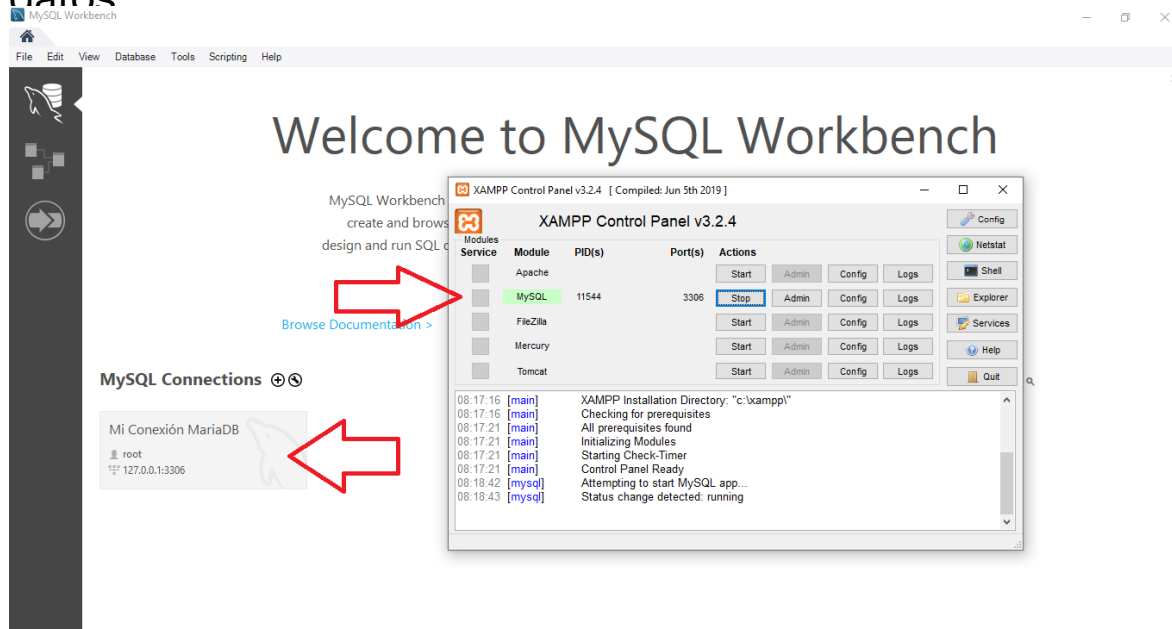 datos
MySQL Workbench
File Edit View Database Tools Scripting Help
Welcome to MySQL Workbench
MySQL Workbench
create and brows
design and run SQL
Browse Documentation >
MySQL Connections
Mi Conexión MariaDB
root
127.0.0.1:3306
XAMPP Control Panel v3.2.4 [ Compiled: Jun 5th 2019 ]
XAMPP Control Panel v3.2.4
Config
Modules
Service Module PID(s) Port(s) Actions
Netstat
Apache Start Admin Config Logs
Shell
MySQL 11544 3306 Stop Admin Config Logs
Explorer
FileZilla Start Admin Config Logs
Services
Mercury Start Admin Config Logs
Help
Tomcat Start Admin Config Logs
Quit
08:17:16 [main] XAMPP Installation Directory: "c:\xampp\"
08:17:16 [main] Checking for prerequisites
08:17:21 [main] All prerequisites found
08:17:21 [main] Initializing Modules
08:17:21 [main] Starting Check-Timer
08:17:21 [main] Control Panel Ready
08:18:42 [mysql] Attempting to start MySQL app...
08:18:43 [mysql] Status change detected: running